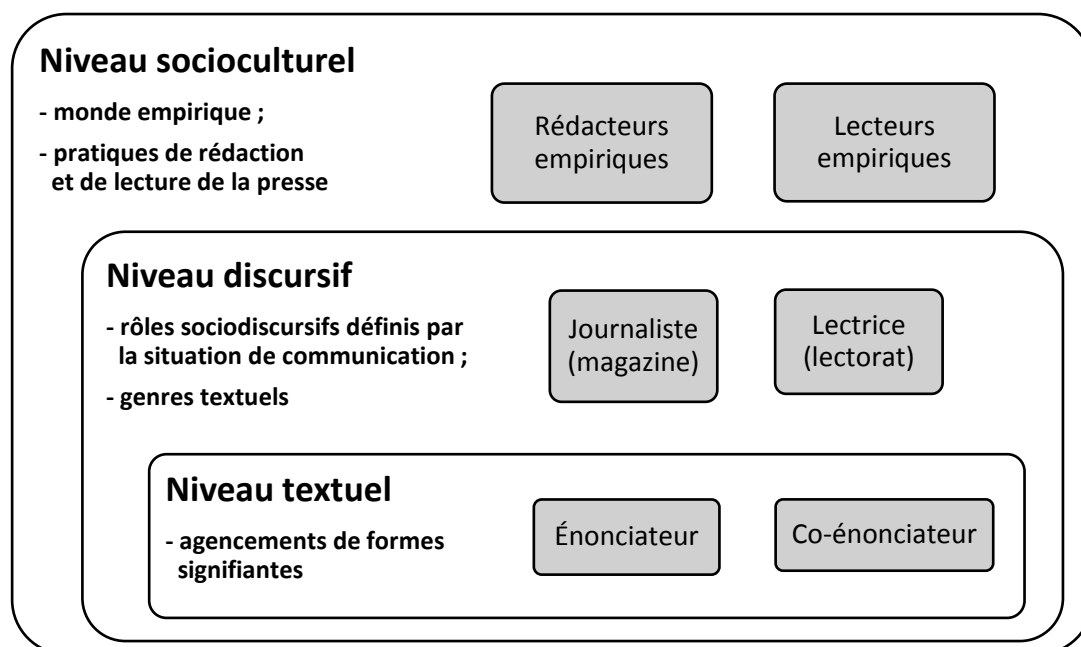 Niveau socioculturel
- monde empirique ;
- pratiques de rédaction
et de lecture de la presse
Rédacteurs
empiriques
Lecteurs
empiriques
Niveau discursif
- rôles sociodiscursifs définis par
la situation de communication ;
- genres textuels
Journaliste
(magazine)
Lectrice
(lectorat)
Niveau textuel
- agencements de formes
signifiantes
Énonciateur
Co-énonciateur